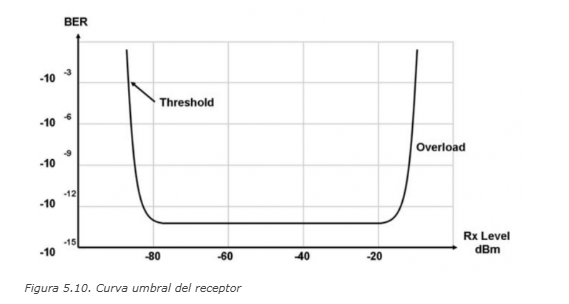 BER
-10 -3
Threshold
-10 -6
Overload
-10 -9
-10 -12
-10 -15
-80 -60 -40 -20
Rx Level
dBm
Figura 5.10. Curva umbral del receptor